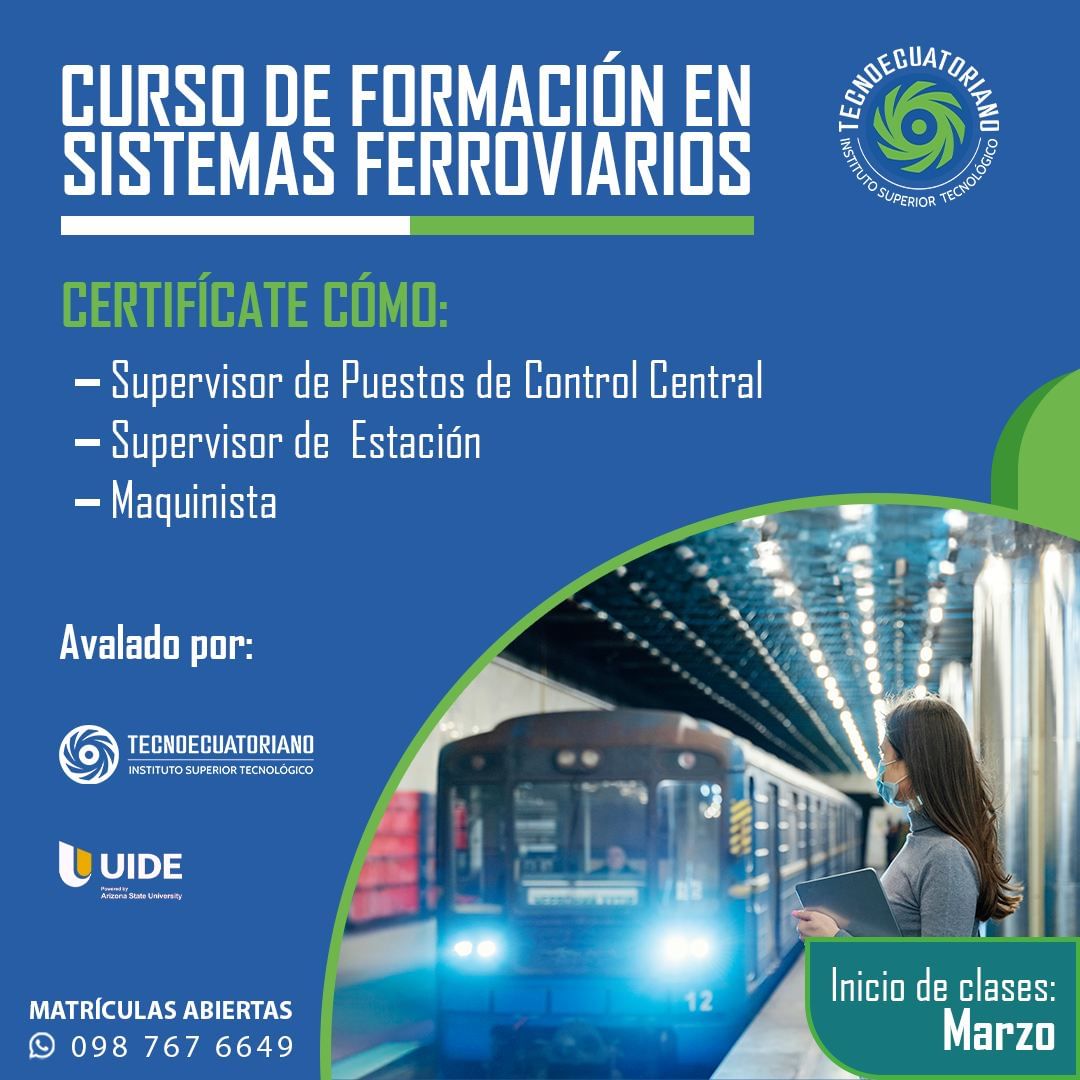 CURSO DE FORMACIÓN EN
SISTEMAS FERROVIARIOS
TECNOECUATORIANO
INSTITUTO SUPERIOR TECNOLÓGICO
CERTIFÍCATE CÓMO:
– Supervisor de Puestos de Control Central
– Supervisor de Estación
– Maquinista
Avalado por:
TECNOECUATORIANO
INSTITUTO SUPERIOR TECNOLÓGICO
UIDE
Powered by
Arizona State University
12
MATRÍCULAS ABIERTAS
098 767 6649
Inicio de clases:
Marzo